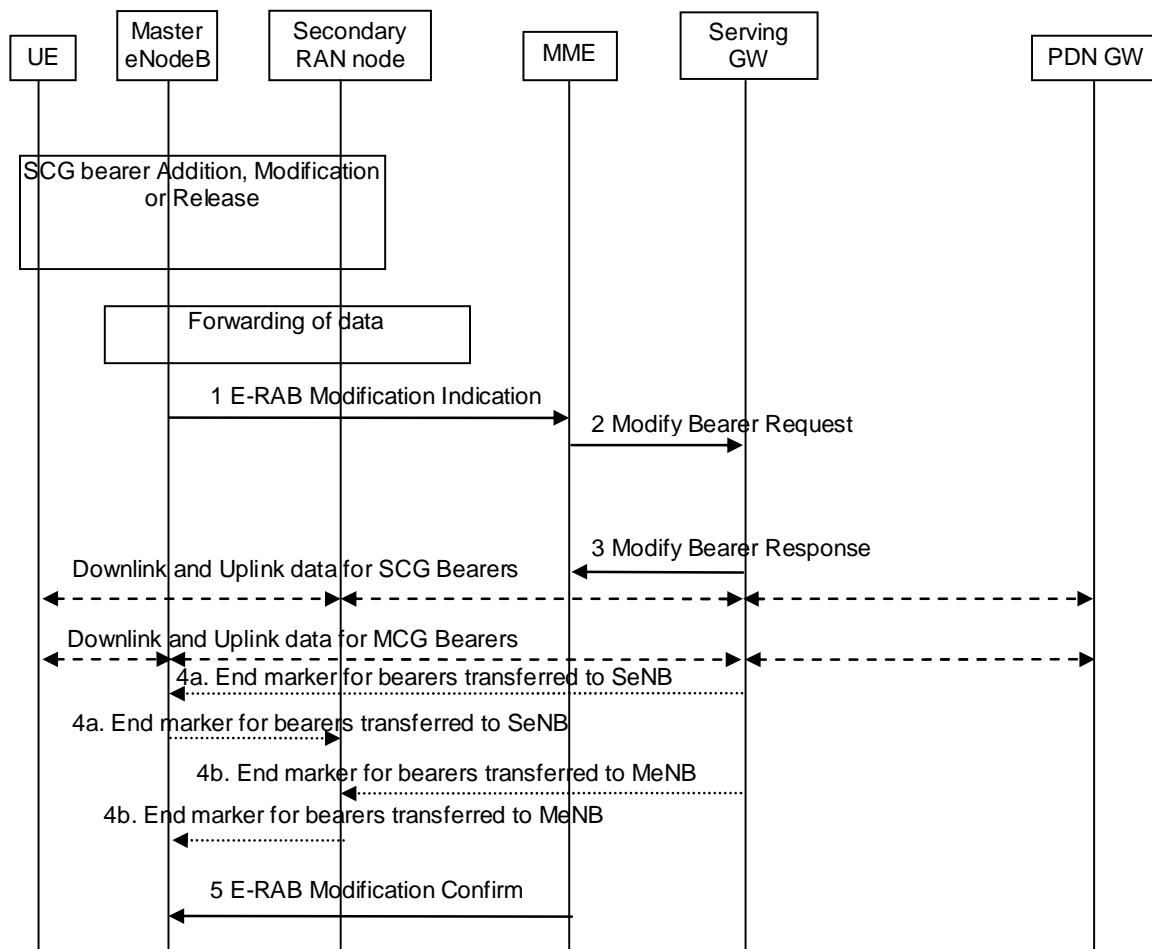 UE
Master
eNodeB
Secondary
RAN node
MME
Serving
GW
PDN GW
SCG bearer Addition, Modification
or Release
Forwarding of data
1 E-RAB Modification Indication
2 Modify Bearer Request
3 Modify Bearer Response
Downlink and Uplink data for SCG Bearers
Downlink and Uplink data for MCG Bearers
4a. End marker for bearers transferred to SeNB
4a. End marker for bearers transferred to SeNB
4b. End marker for bearers transferred to MeNB
4b. End marker for bearers transferred to MeNB
5 E-RAB Modification Confirm